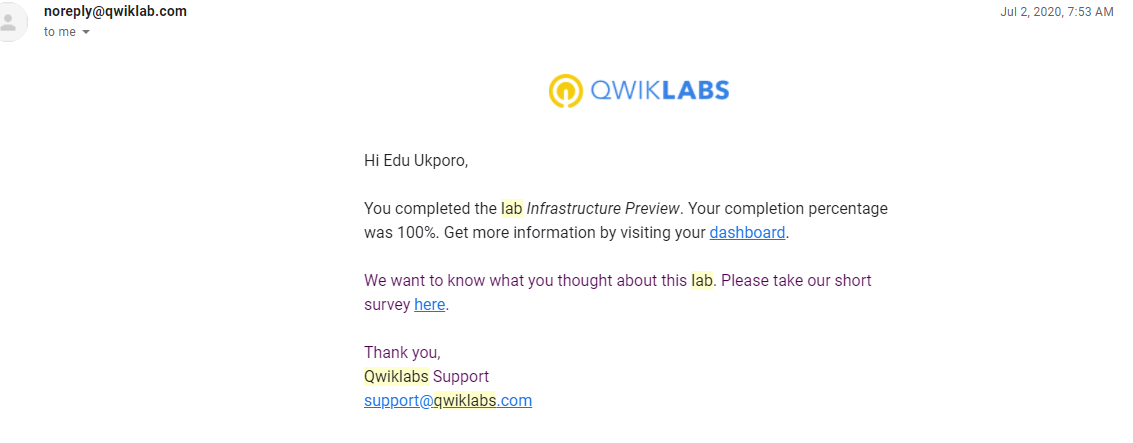 noreply@qwiklab.com
Jul 2, 2020, 7:53 AM
to me
QWIKLABS
Hi Edu Ukporo,
You completed the lab Infrastructure Preview. Your completion percentage
was 100%. Get more information by visiting your dashboard.
We want to know what you thought about this lab. Please take our short
survey here.
Thank you,
Qwiklabs Support
support@qwiklabs.com